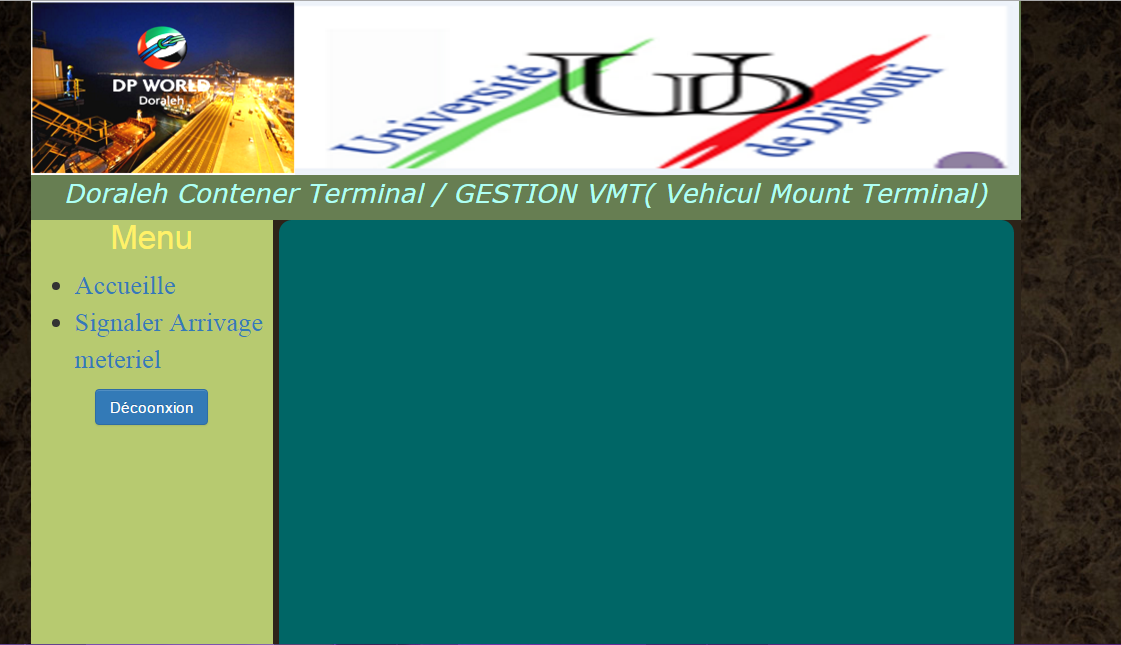 DP WORLD
Doraleh
Université
UD
de Djibouti
Doraleh Contener Terminal / GESTION VMT( Vehicul Mount Terminal)
Menu
Accueille
Signaler Arrivage
meteriel
Décoonxion